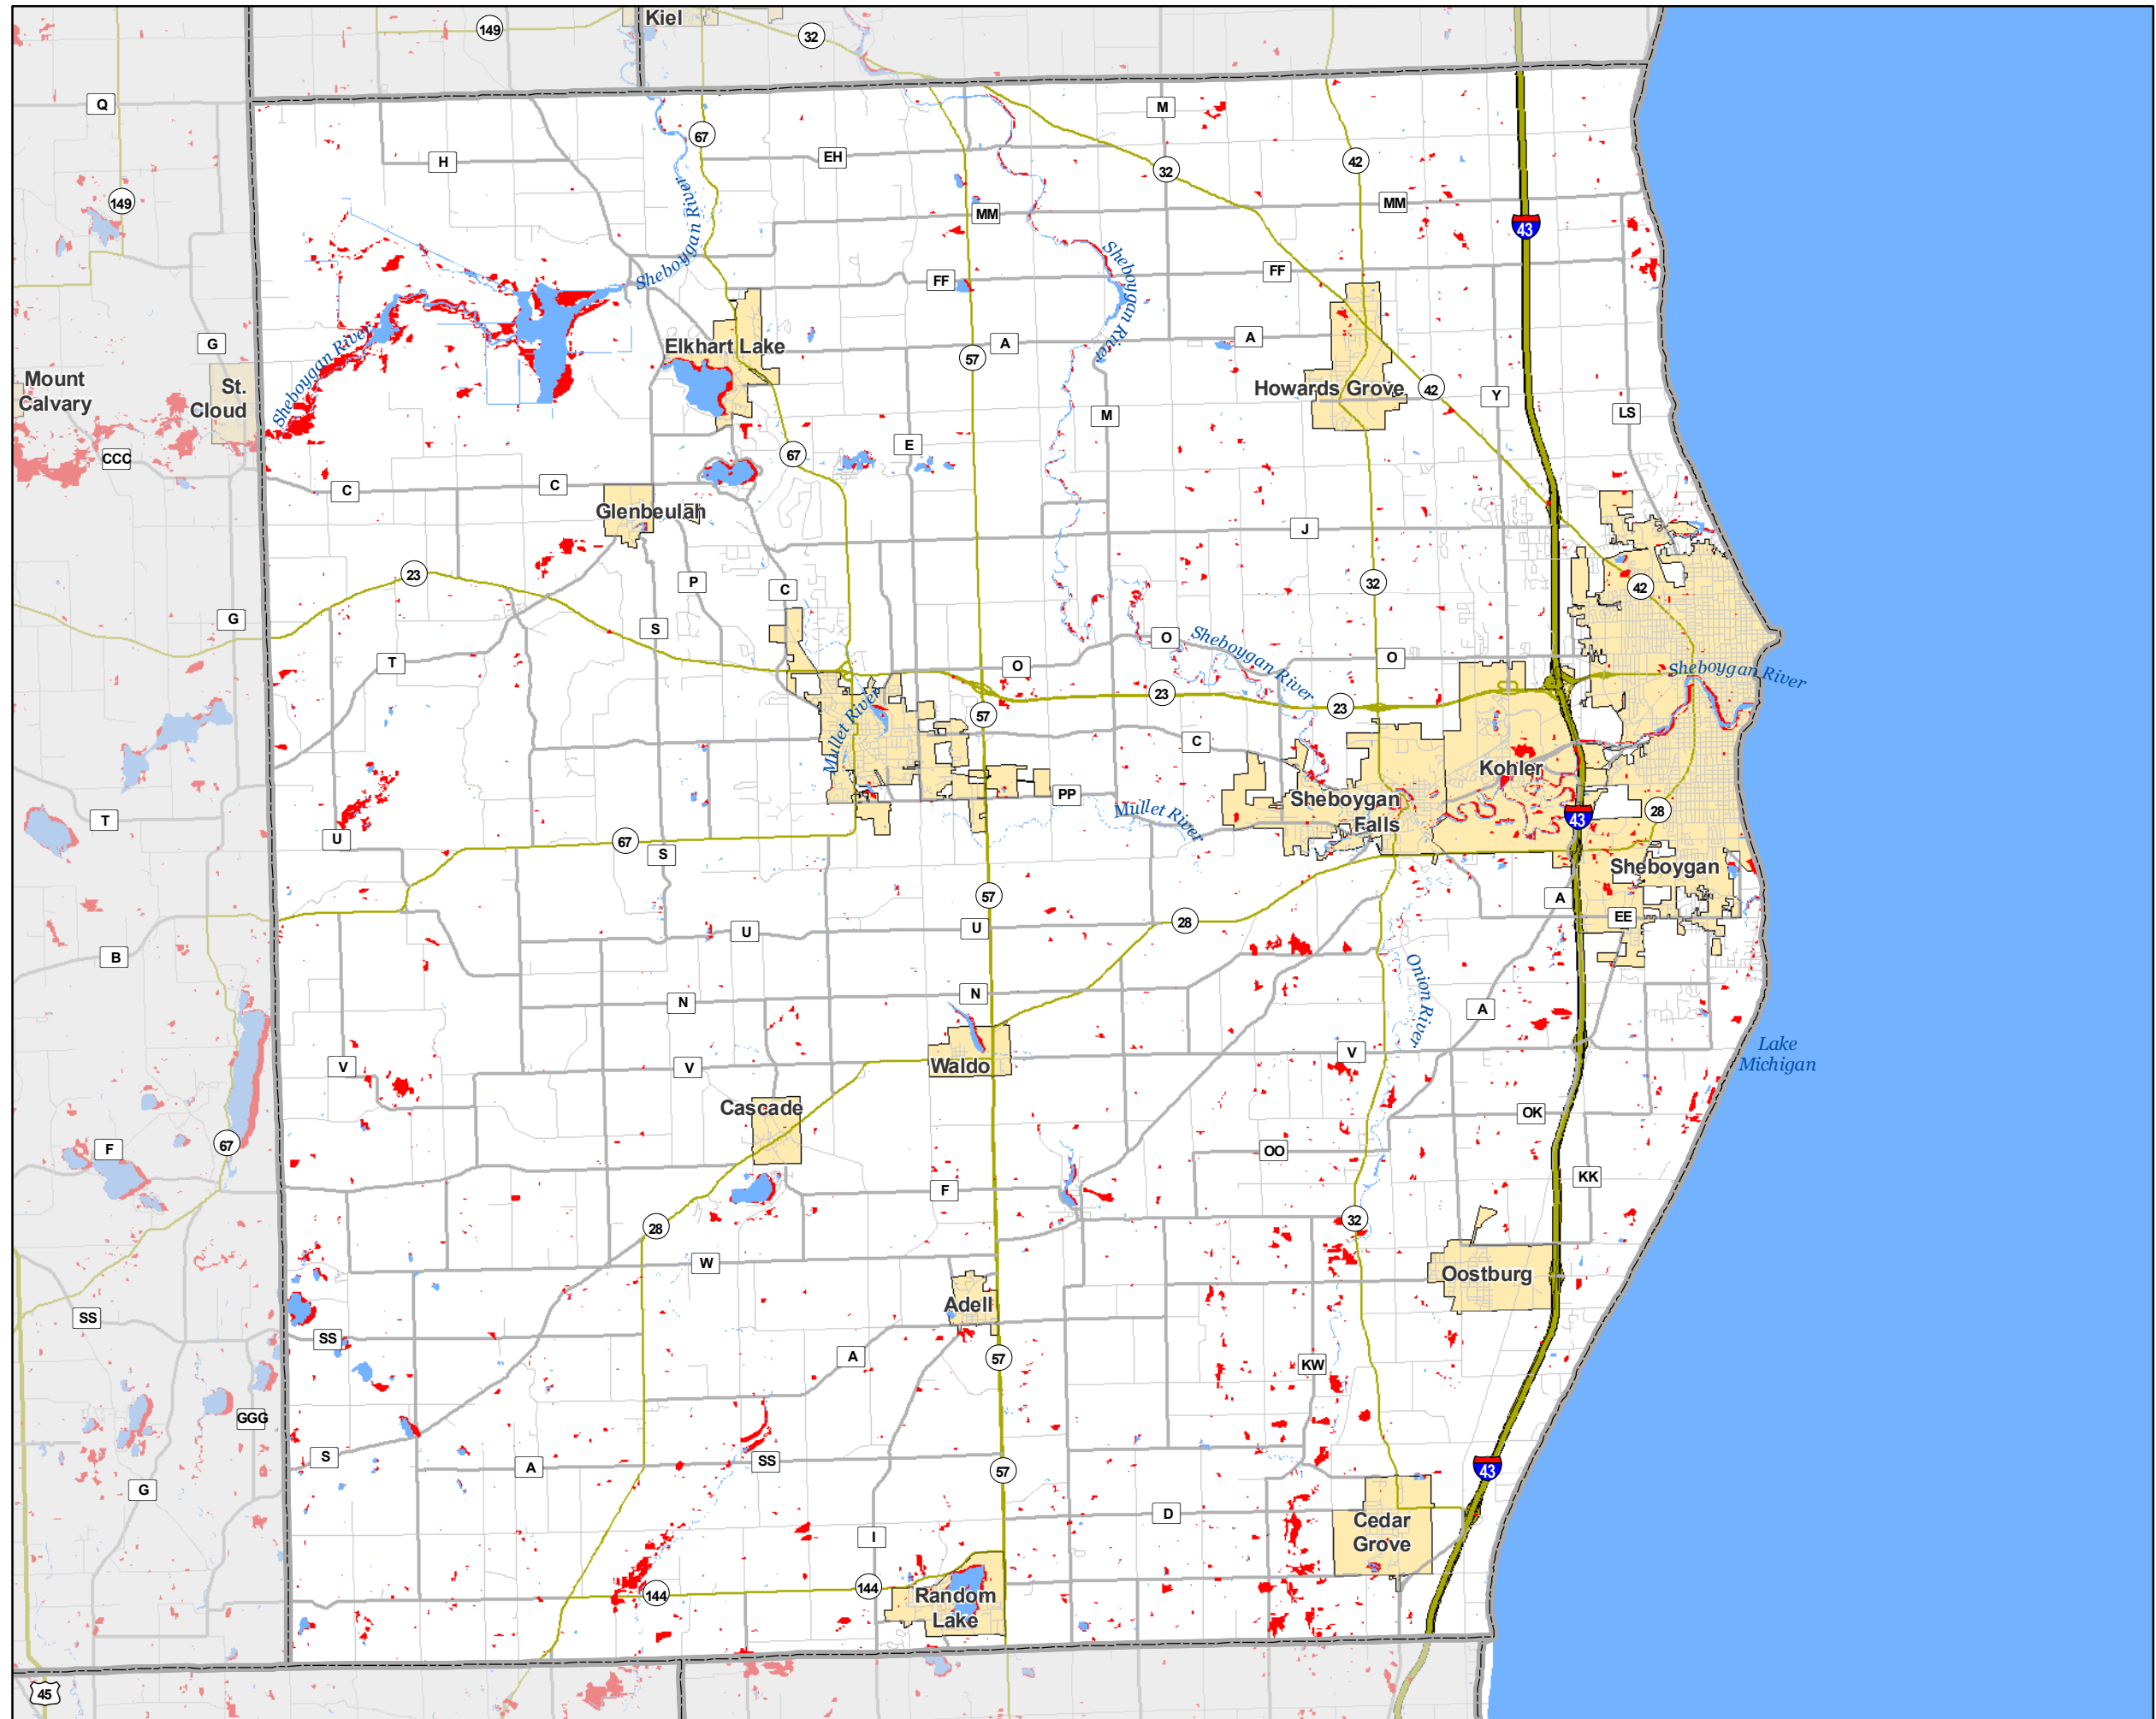 Kiel
149
32
Q
M
67
H
EH
32
42
149
MM
MM
43
Sheboygan River
Sheboygan River
Sheboygan River
FF
FF
G
A
A
Elkhart Lake
57
Sheboygan River
Mount
Calvary
St.
Cloud
Howards Grove
42
Y
LS
M
E
CCC
67
C
C
Glenbeulah
J
23
P
C
32
42
G
S
T
O
O
O
Sheboygan River
Sheboygan River
23
23
57
Mullet River
C
Kohler
PP
Mullet River
Sheboygan
Falls
43
28
T
U
67
S
Sheboygan
57
A
EE
U
U
28
B
N
N
Onion River
A
V
V
V
Waldo
Lake
Michigan
Cascade
OK
F
67
OO
KK
F
28
32
W
Oostburg
Adell
SS
SS
A
57
KW
GGG
S
A
SS
57
43
G
D
Cedar
Grove
I
144
144
Random
Lake
45